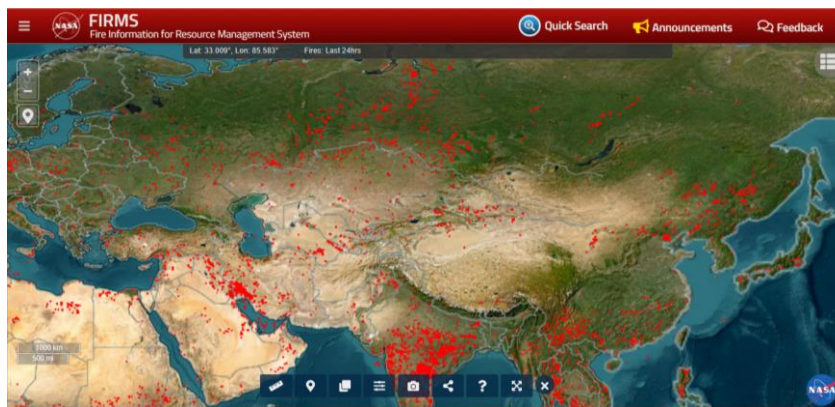 NASA
FIRMS
Fire Information for Resource Management System
Quick Search
Announcements
Feedback
Lat: 33.009°, Lon: 85.583° Fires: Last 24hrs
+
−
1000 km
500 mi
?
NASA